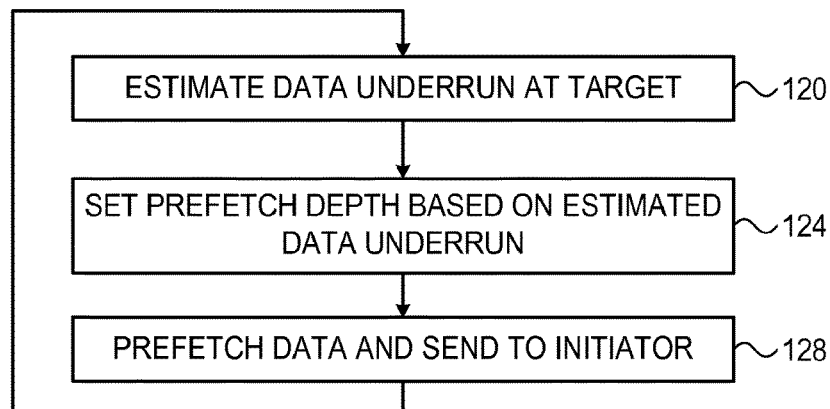 ESTIMATE DATA UNDERRUN AT TARGET
120
SET PREFETCH DEPTH BASED ON ESTIMATED
DATA UNDERRUN
124
PREFETCH DATA AND SEND TO INITIATOR
128